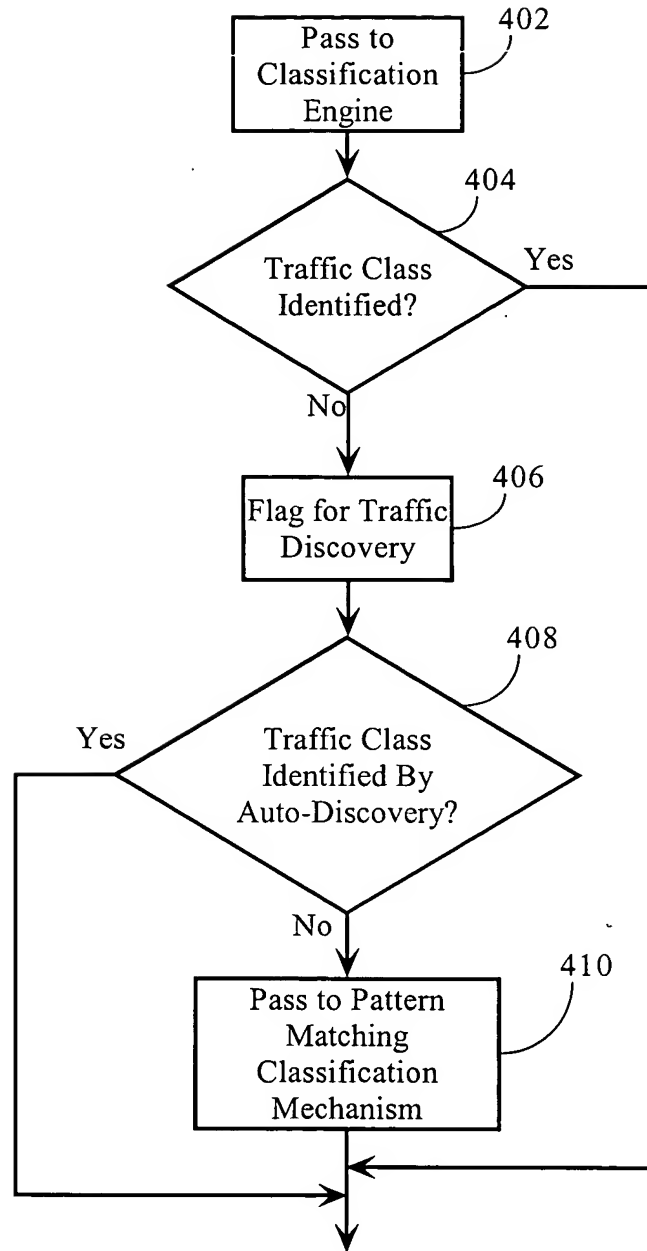 402
Pass to
Classification
Engine
404
Traffic Class
Identified?
Yes
No
406
Flag for Traffic
Discovery
408
Yes
Traffic Class
Identified By
Auto-Discovery?
No
410
Pass to Pattern
Matching
Classification
Mechanism